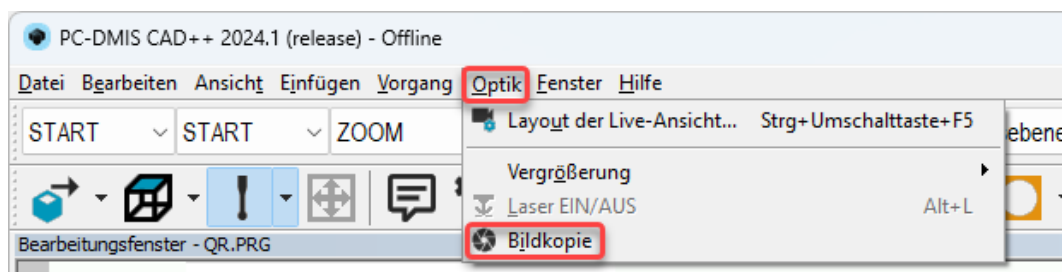 PC-DMIS CAD++ 2024.1 (release) - Offline
Datei Bearbeiten Ansicht Einfügen Vorgang Optik Fenster Hilfe
START START ZOOM
Layout der Live-Ansicht... Strg+Umschalttaste+F5
ebene
Vergrößerung
Laser EIN/AUS Alt+L
Bildkopie
Bearbeitungsfenster - QR.PRG